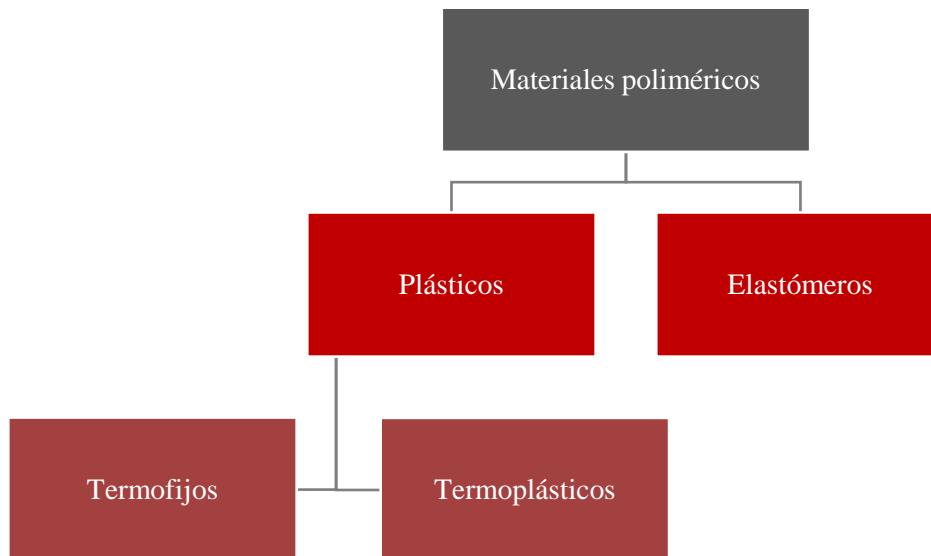 Materiales poliméricos
Plásticos
Elastómeros
Termofijos
Termoplásticos